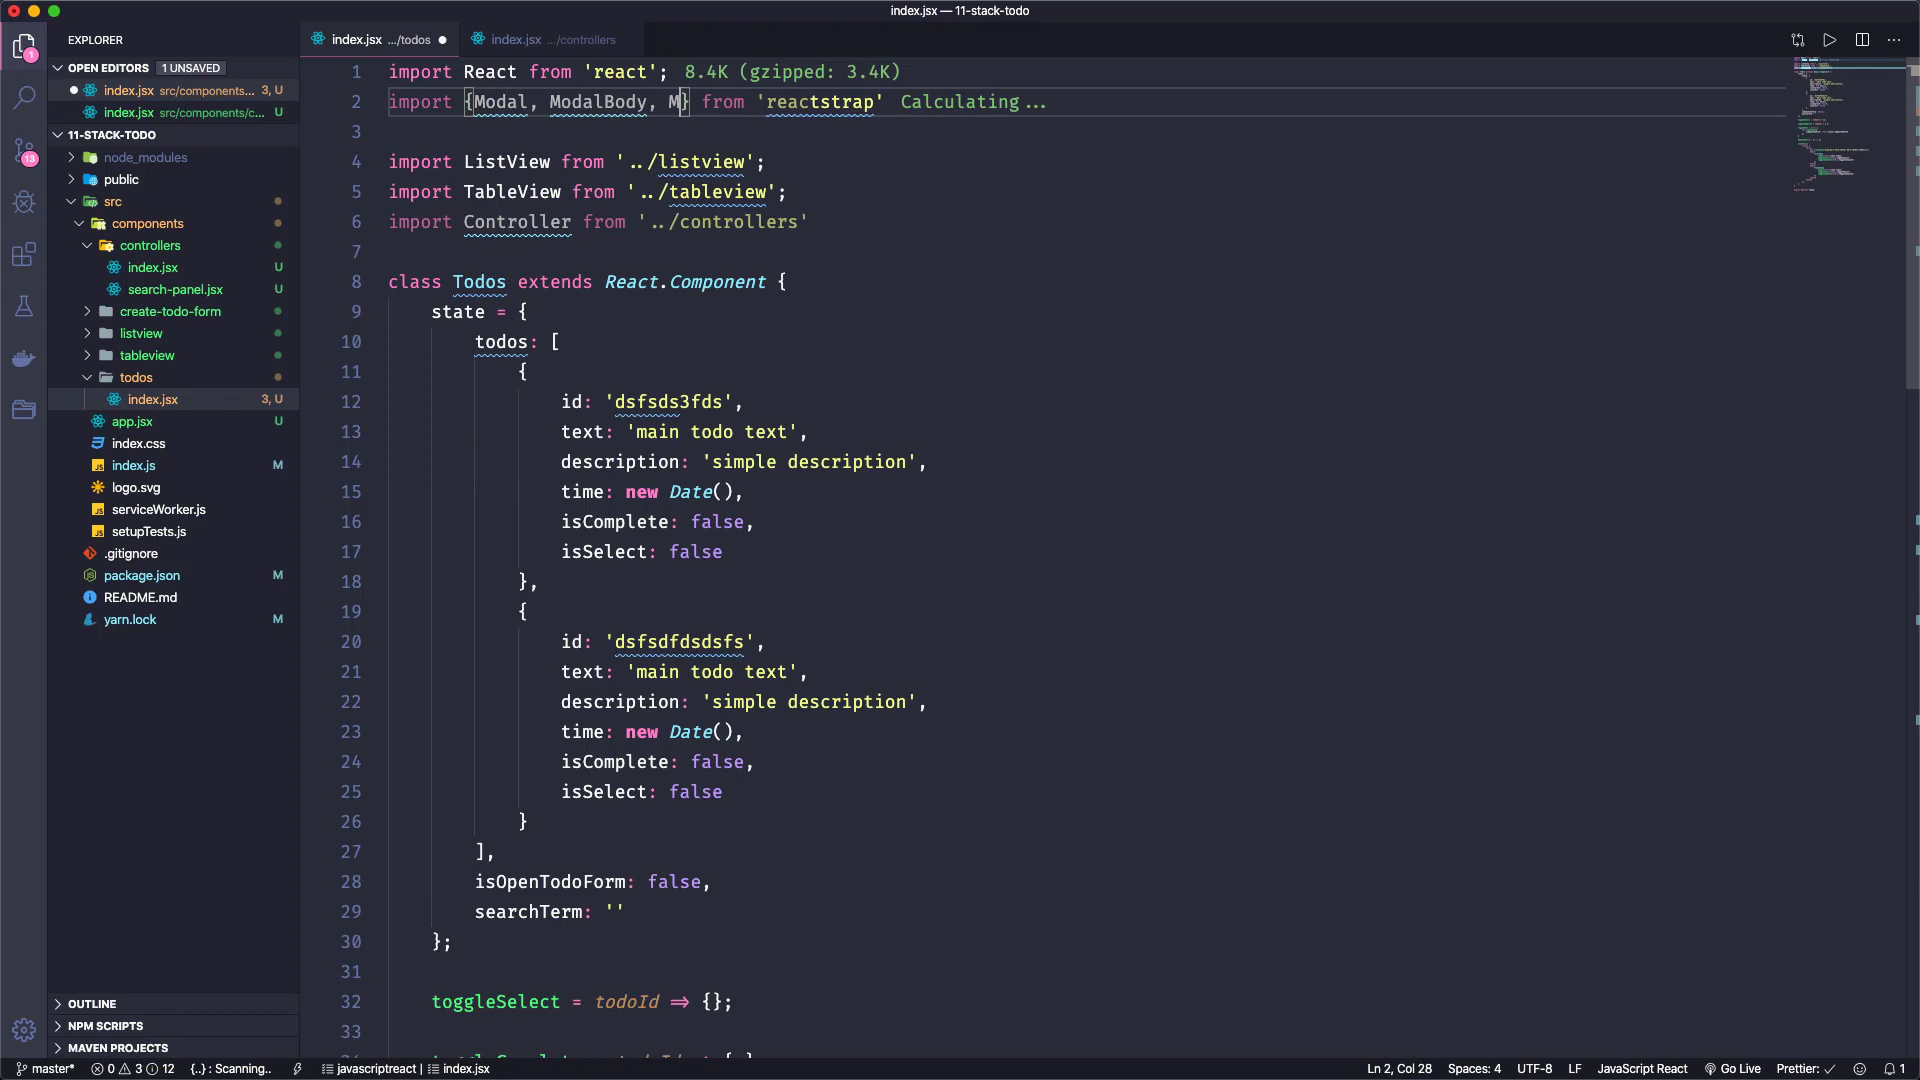 index.jsx — 11-stack-todo
EXPLORER
index.jsx .../todos
index.jsx .../controllers
OPEN EDITORS 1 UNSAVED
index.jsx src/components... 3, U
index.jsx src/components/c... U
11-STACK-TODO
node_modules
public
src
components
controllers
index.jsx U
search-panel.jsx U
create-todo-form
listview
tableview
todos
index.jsx 3, U
app.jsx U
index.css
index.js M
logo.svg
serviceWorker.js
setupTests.js
.gitignore
package.json M
README.md
yarn.lock M
OUTLINE
NPM SCRIPTS
MAVEN PROJECTS
1
13
1 import React from 'react'; 8.4K (gzipped: 3.4K)
2 import {Modal, ModalBody, M} from 'reactstrap' Calculating...
3
4 import ListView from '../listview';
5 import TableView from '../tableview';
6 import Controller from '../controllers'
7
8 class Todos extends React.Component {
9 state = {
10 todos: [
11 {
12 id: 'dsfsds3fds',
13 text: 'main todo text',
14 description: 'simple description',
15 time: new Date(),
16 isComplete: false,
17 isSelect: false
18 },
19 {
20 id: 'dsfsdfdsdsfs',
21 text: 'main todo text',
22 description: 'simple description',
23 time: new Date(),
24 isComplete: false,
25 isSelect: false
26 }
27 ],
28 isOpenTodoForm: false,
29 searchTerm: ''
30 };
31
32 toggleSelect = todoId => {};
33
master* 0 3 12 {..} : Scanning.. javascriptreact | index.jsx Ln 2, Col 28 Spaces: 4 UTF-8 LF JavaScript React Go Live Prettier: ✓ 1